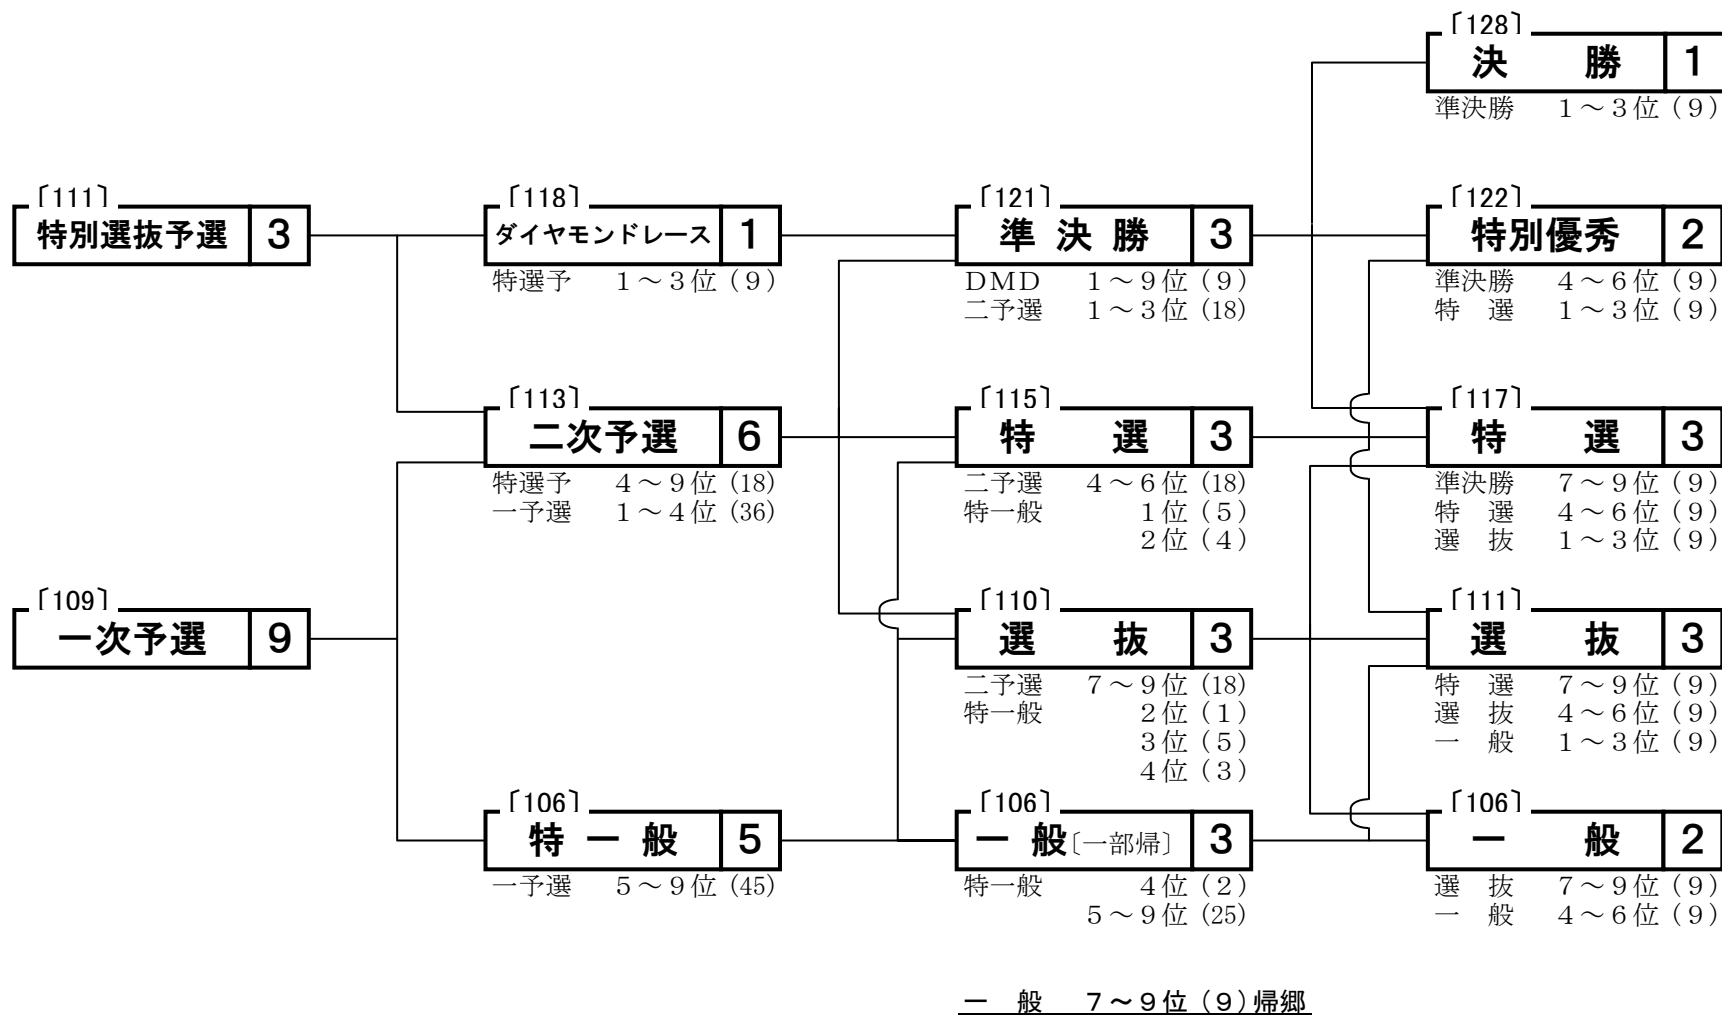 〔111〕
特別選抜予選 3
〔109〕
一次予選 9
〔118〕
ダイヤモンドレース 1
特選予 1～3位 (9)
〔113〕
二次予選 6
特選予 4～9位 (18)
一予選 1～4位 (36)
〔106〕
特一般 5
一予選 5～9位 (45)
〔121〕
準決勝 3
DMD 1～9位 (9)
二予選 1～3位 (18)
〔115〕
特選 3
二予選 4～6位 (18)
特一般 1位 (5)
2位 (4)
〔110〕
選抜 3
二予選 7～9位 (18)
特一般 2位 (1)
3位 (5)
4位 (3)
〔106〕
一般〔一部帰〕 3
特一般 4位 (2)
5～9位 (25)
一般 7～9位 (9) 帰郷
〔128〕
決勝 1
準決勝 1～3位 (9)
〔122〕
特別優秀 2
準決勝 4～6位 (9)
特選 1～3位 (9)
〔117〕
特選 3
準決勝 7～9位 (9)
特選 4～6位 (9)
選抜 1～3位 (9)
〔111〕
選抜 3
特選 7～9位 (9)
選抜 4～6位 (9)
一般 1～3位 (9)
〔106〕
一般 2
選抜 7～9位 (9)
一般 4～6位 (9)